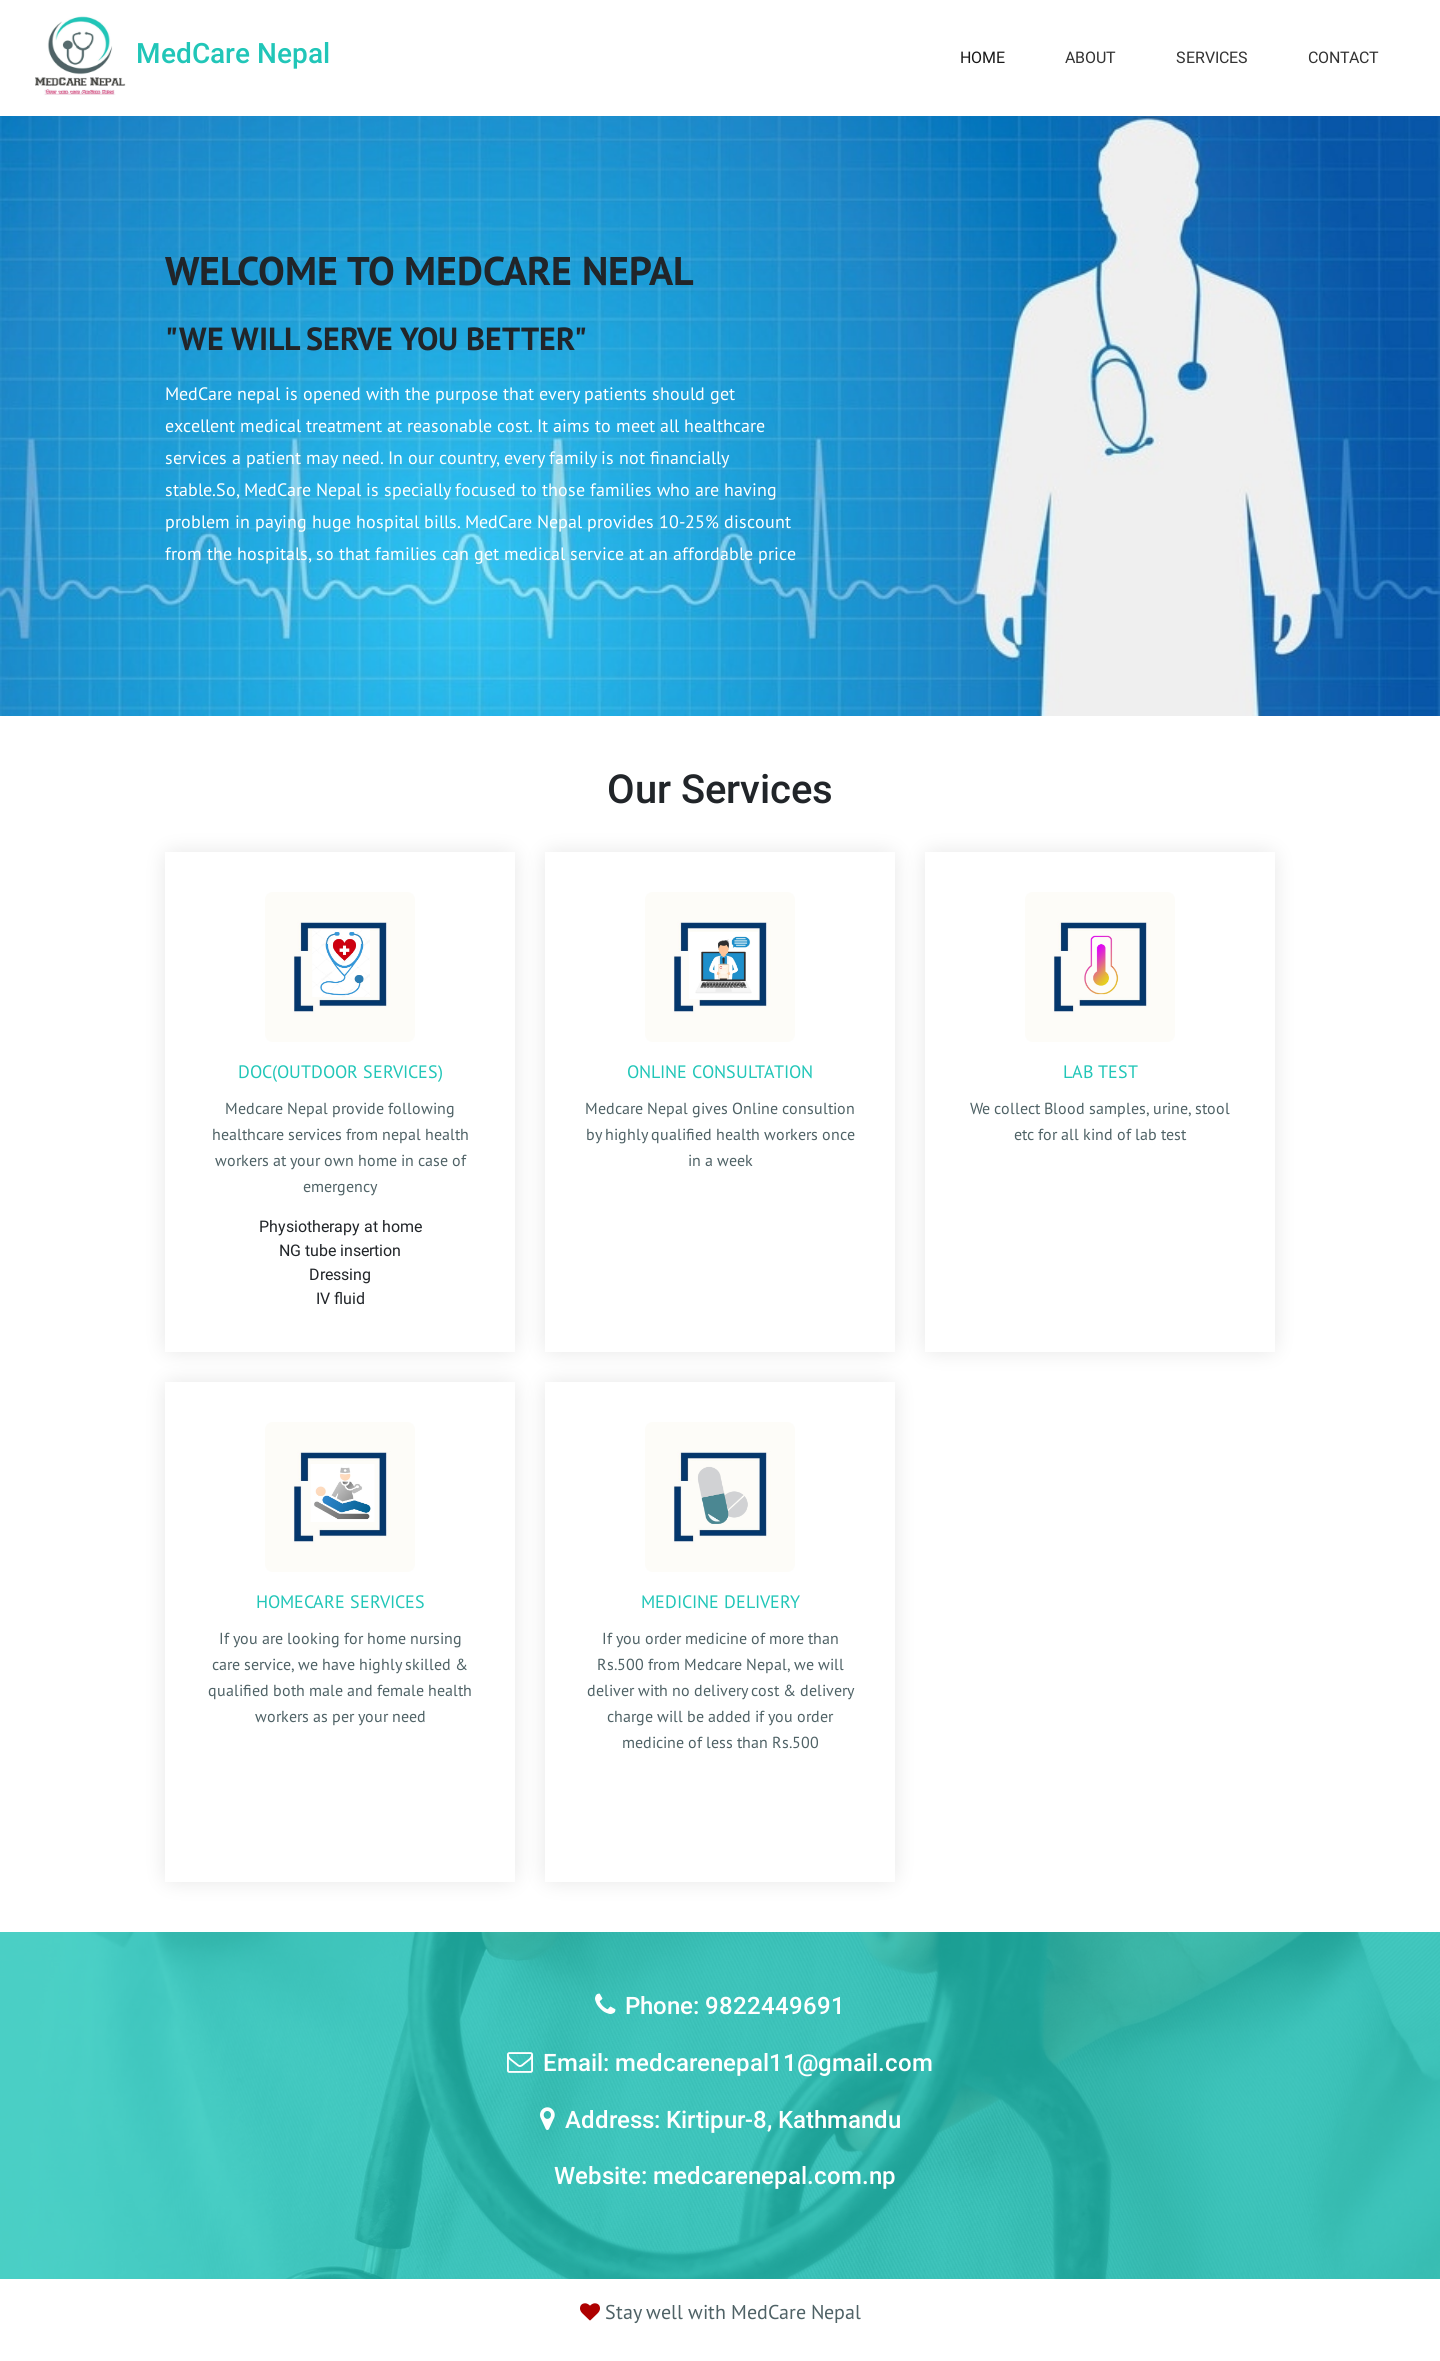 MEDCARE NEPAL
MedCare Nepal
HOME
ABOUT
SERVICES
CONTACT
WELCOME TO MEDCARE NEPAL
"WE WILL SERVE YOU BETTER"
MedCare nepal is opened with the purpose that every patients should get
excellent medical treatment at reasonable cost. It aims to meet all healthcare
services a patient may need. In our country, every family is not financially
stable.So, MedCare Nepal is specially focused to those families who are having
problem in paying huge hospital bills. MedCare Nepal provides 10-25% discount
from the hospitals, so that families can get medical service at an affordable price
Our Services
DOC(OUTDOOR SERVICES)
Medcare Nepal provide following
healthcare services from nepal health
workers at your own home in case of
emergency
Physiotherapy at home
NG tube insertion
Dressing
IV fluid
ONLINE CONSULTATION
Medcare Nepal gives Online consultion
by highly qualified health workers once
in a week
LAB TEST
We collect Blood samples, urine, stool
etc for all kind of lab test
HOMECARE SERVICES
If you are looking for home nursing
care service, we have highly skilled &
qualified both male and female health
workers as per your need
MEDICINE DELIVERY
If you order medicine of more than
Rs.500 from Medcare Nepal, we will
deliver with no delivery cost & delivery
charge will be added if you order
medicine of less than Rs.500
Phone: 9822449691
Email: medcarenepal11@gmail.com
Address: Kirtipur-8, Kathmandu
Website: medcarenepal.com.np
Stay well with MedCare Nepal